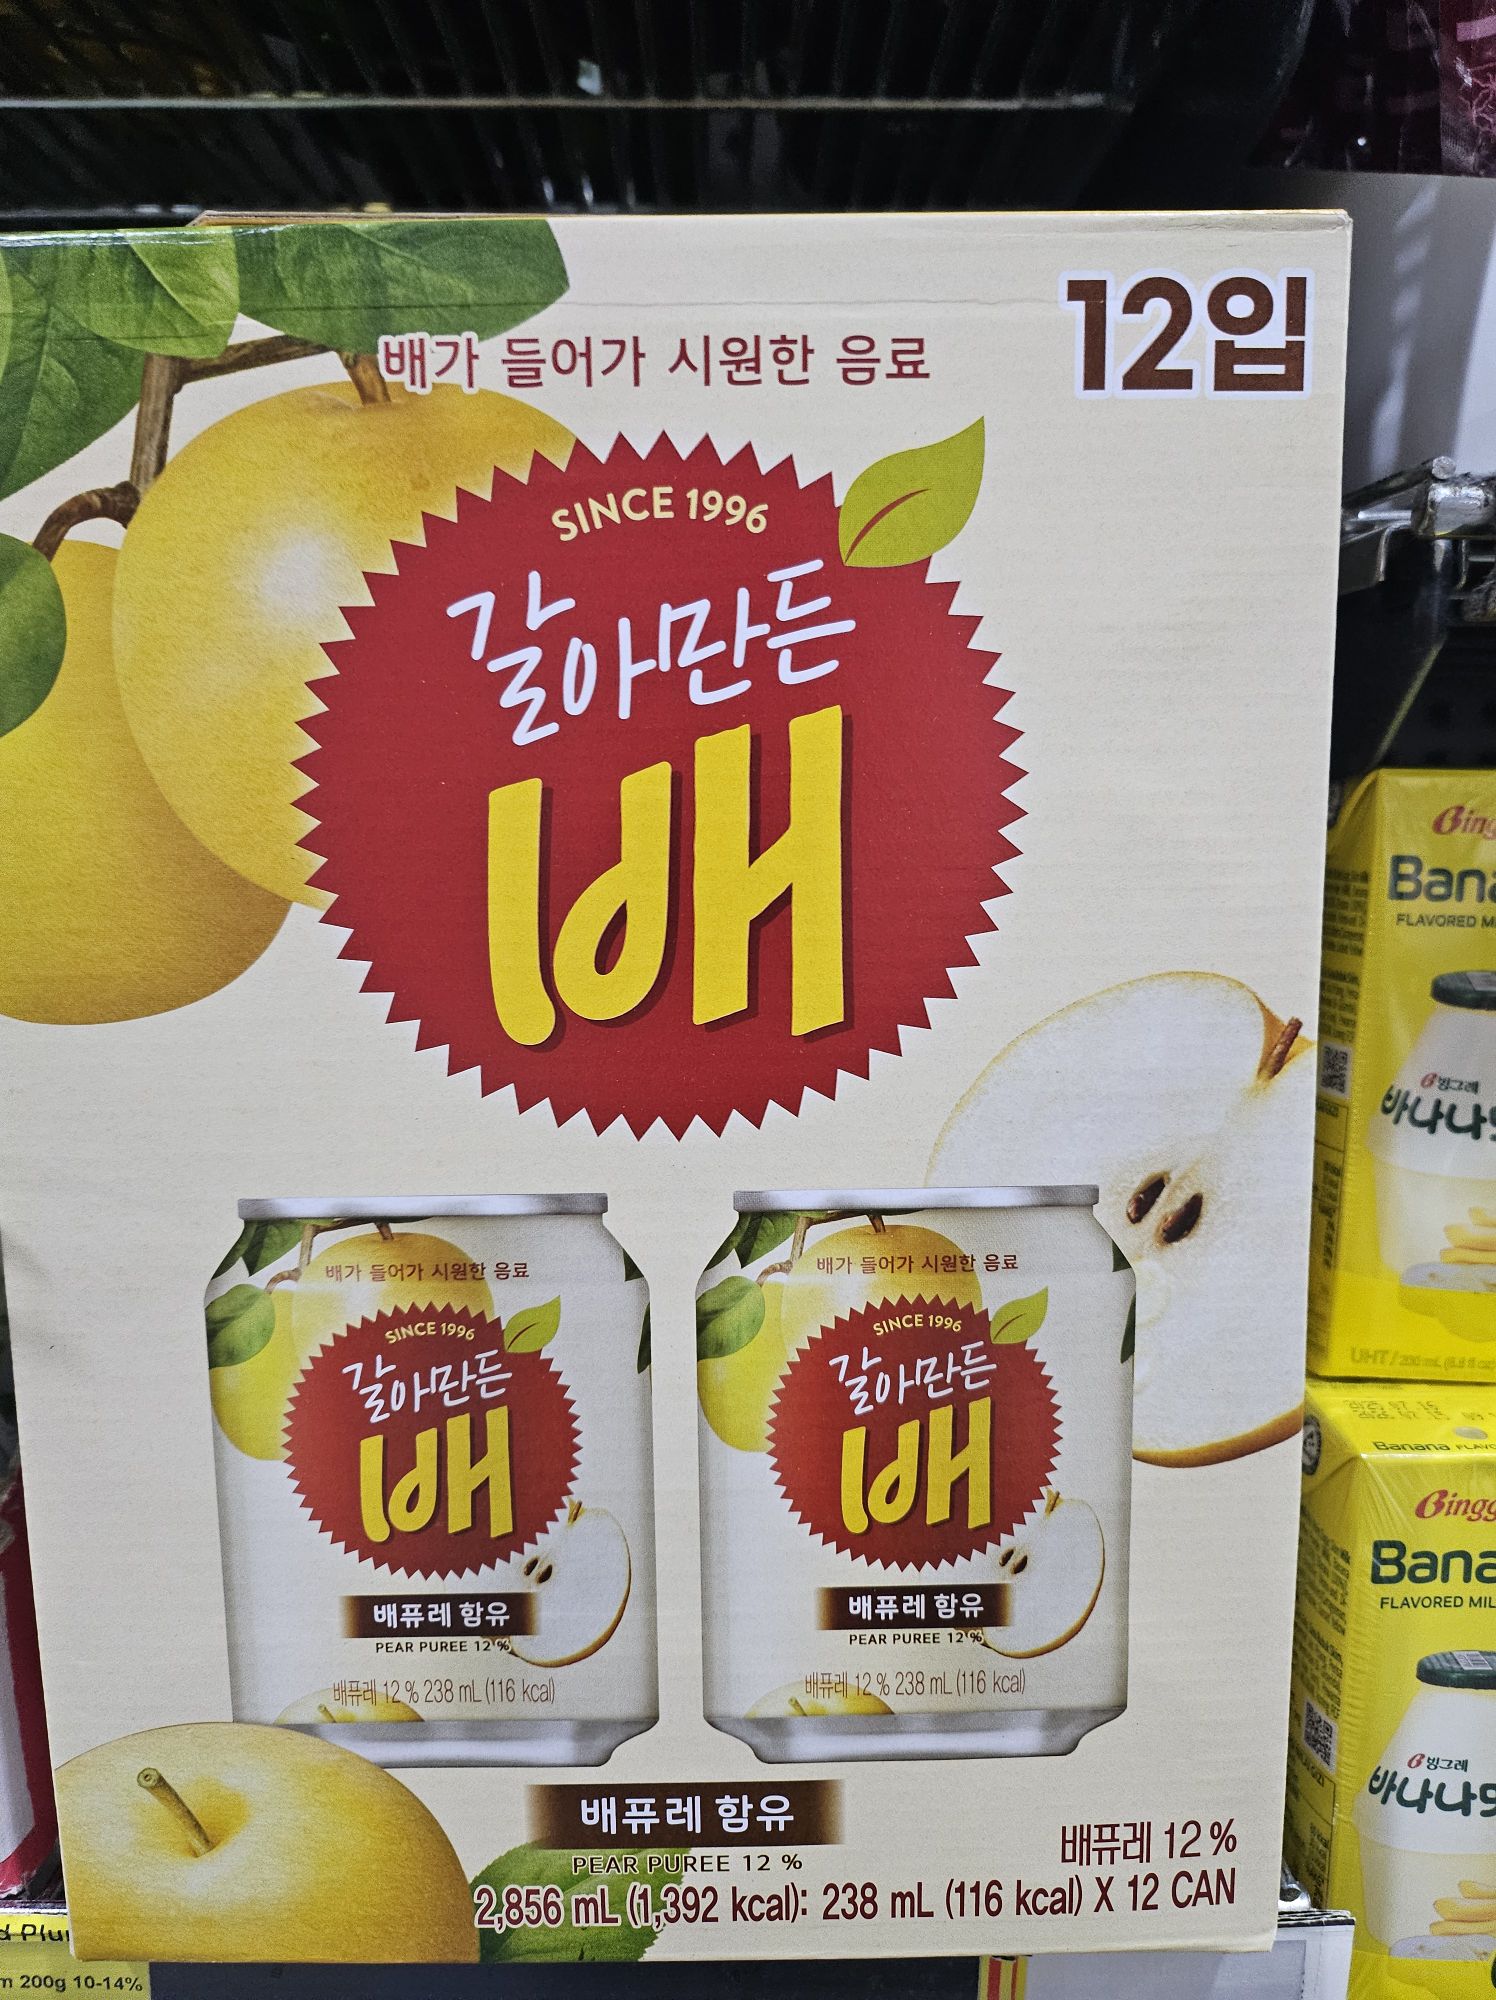 12입
배가 들어가 시원한 음료
SINCE 1996
갈아만든
배
배가 들어가 시원한 음료
SINCE 1996
갈아만든
배
배퓨레 함유
PEAR PUREE 12 %
배퓨레 12 % 238 mL (116 kcal)
배가 들어가 시원한 음료
SINCE 1996
갈아만든
배
배퓨레 함유
PEAR PUREE 12 %
배퓨레 12 % 238 mL (116 kcal)
배퓨레 함유
PEAR PUREE 12 %
배퓨레 12 %
2,856 mL (1,392 kcal): 238 mL (116 kcal) X 12 CAN
200g 10-14%
빙그레
바나나
UHT
Banana
빙그레
바나나